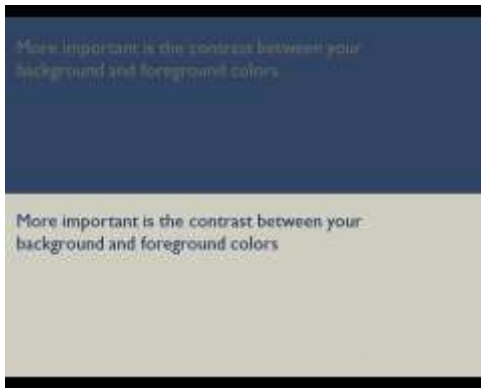 More important is the contrast between your
background and foreground colors
More important is the contrast between your
background and foreground colors